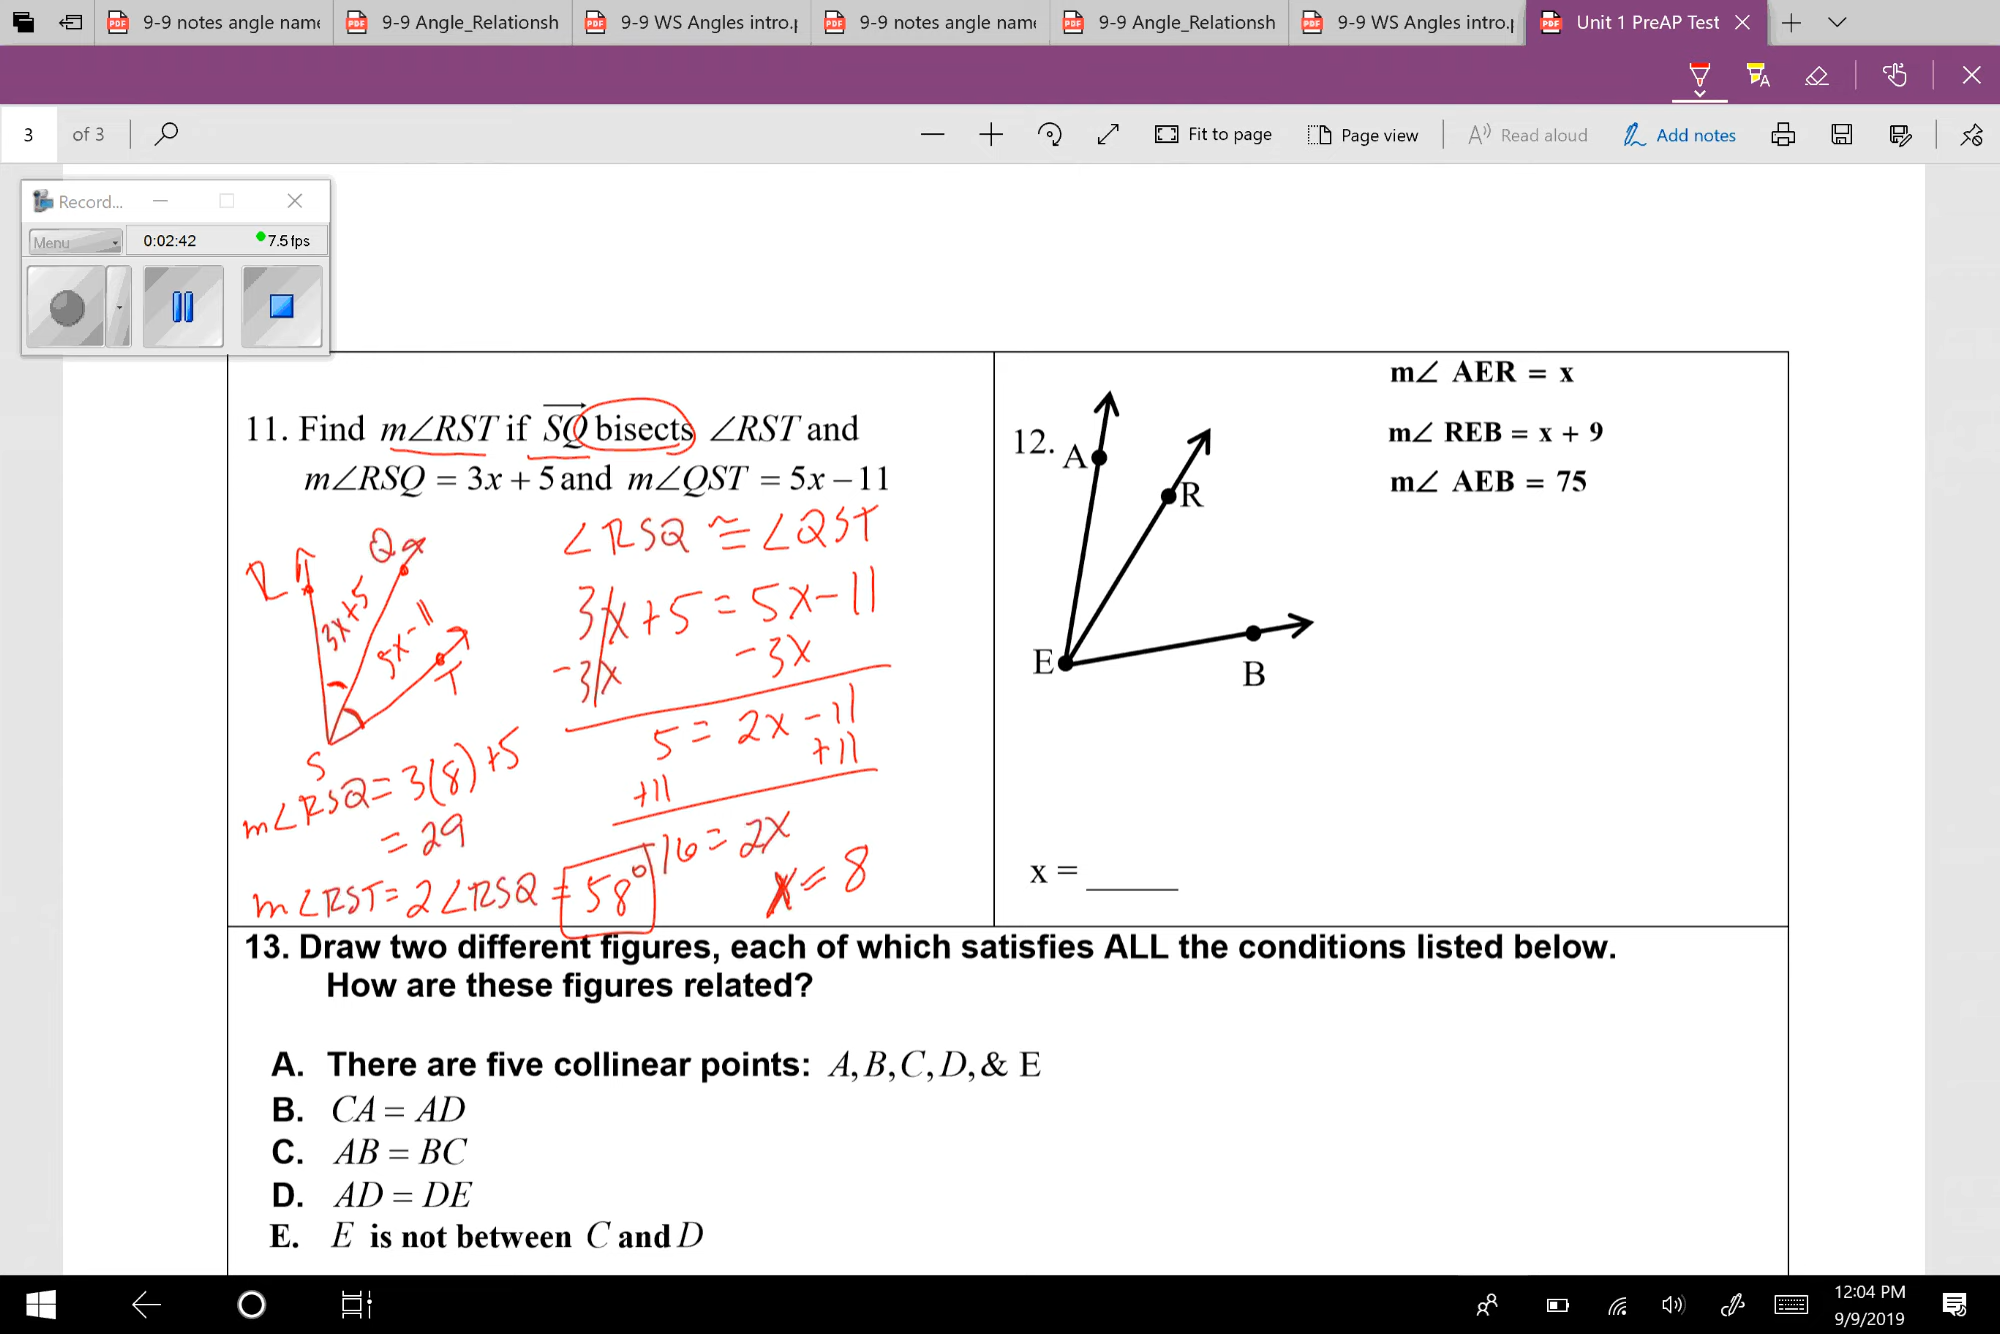 9-9 notes angle name
9-9 Angle_Relationsh
9-9 WS Angles intro.p
9-9 notes angle name
9-9 Angle_Relationsh
9-9 WS Angles intro.p
Unit 1 PreAP Test
3 of 3
Fit to page
Page view
Read aloud
Add notes
Record...
Menu
0:02:42
7.5 fps
11. Find m∠RST if SQ bisects ∠RST and
m∠RSQ = 3x + 5 and m∠QST = 5x − 11
∠RSQ ≅ ∠QST
R
Q
3x+5
5x-11
T
S
3x+5 = 5x-11
-3x -3x
5 = 2x -11
+11 +11
16 = 2x
x = 8
m∠RSQ = 3(8)+5
= 29
m∠RST = 2∠RSQ = 58°
12.
A
R
E
B
m∠ AER = x
m∠ REB = x + 9
m∠ AEB = 75
x = _____
13. Draw two different figures, each of which satisfies ALL the conditions listed below.
How are these figures related?
A. There are five collinear points: A, B, C, D, & E
B. CA = AD
C. AB = BC
D. AD = DE
E. E is not between C and D
12:04 PM
9/9/2019